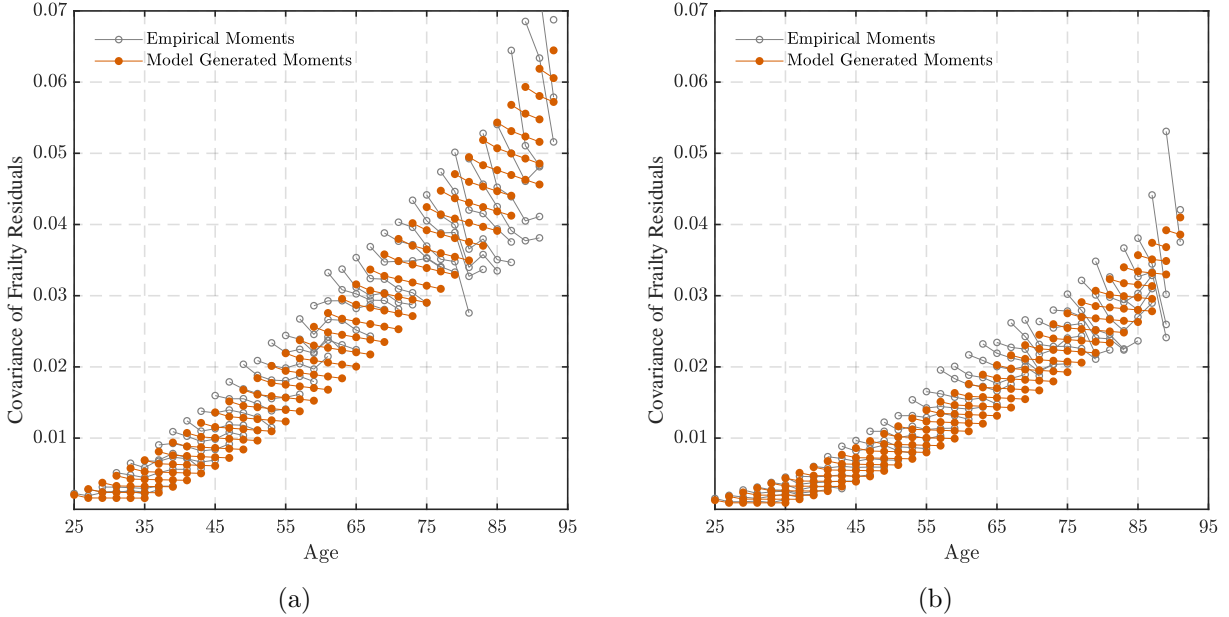 0.07
0.06
0.05
0.04
0.03
0.02
0.01
Covariance of Frailty Residuals
Empirical Moments
Model Generated Moments
25 35 45 55 65 75 85 95
Age
(a)
0.07
0.06
0.05
0.04
0.03
0.02
0.01
Covariance of Frailty Residuals
Empirical Moments
Model Generated Moments
25 35 45 55 65 75 85 95
Age
(b)